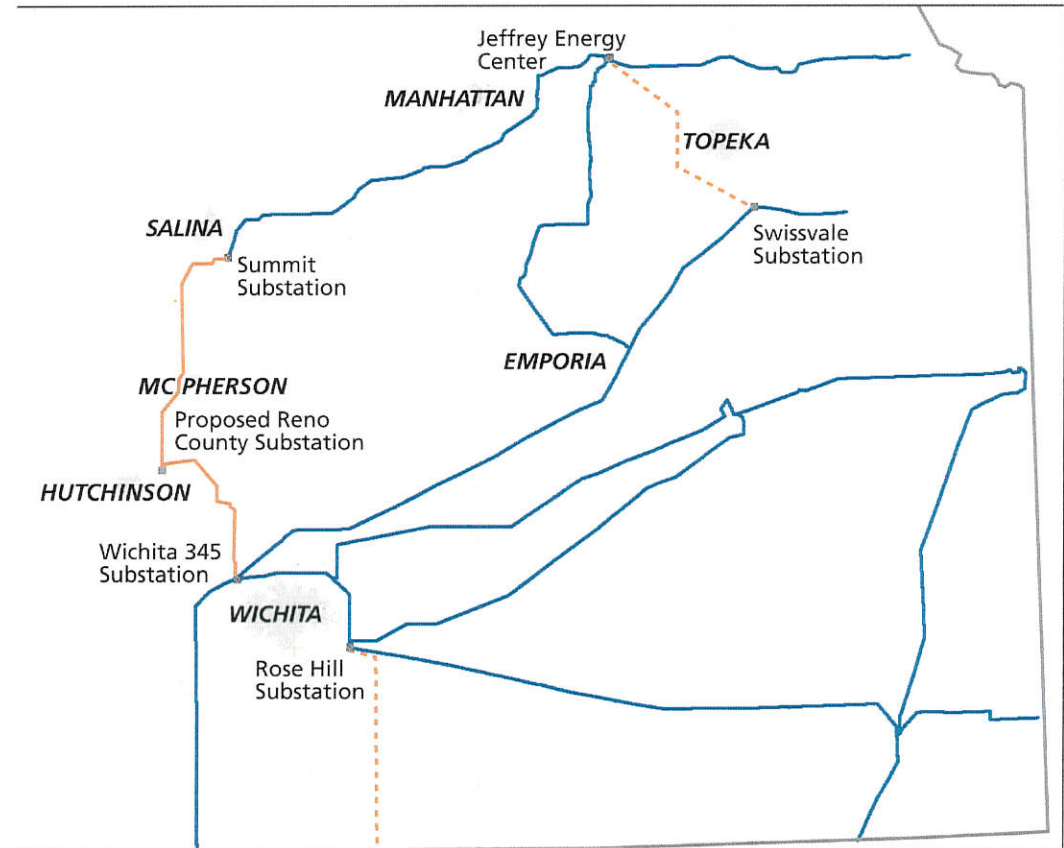 Jeffrey Energy
Center
MANHATTAN
TOPEKA
SALINA
Summit
Substation
Swissvale
Substation
EMPORIA
MC PHERSON
Proposed Reno
County Substation
HUTCHINSON
Wichita 345
Substation
WICHITA
Rose Hill
Substation